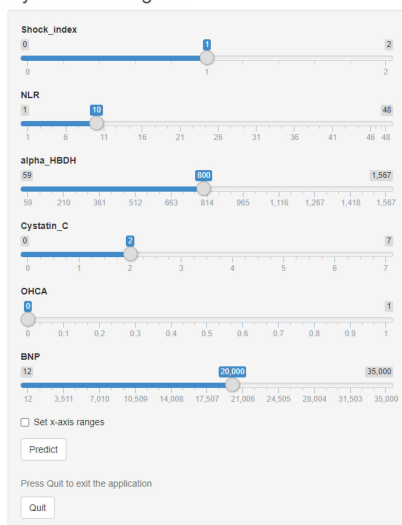 Shock_index
0 1 2
0 1 2
NLR
1 10 48
1 6 11 16 21 26 31 36 41 46 48
alpha_HBDH
59 800 1,567
59 210 361 512 663 814 965 1,116 1,267 1,418 1,567
Cystatin_C
0 2 7
0 1 2 3 4 5 6 7
OHCA
0 1
0 0.1 0.2 0.3 0.4 0.5 0.6 0.7 0.8 0.9 1
BNP
12 20,000 35,000
12 3,511 7,010 10,509 14,008 17,507 21,006 24,505 28,004 31,503 35,000
Set x-axis ranges
Predict
Press Quit to exit the application
Quit